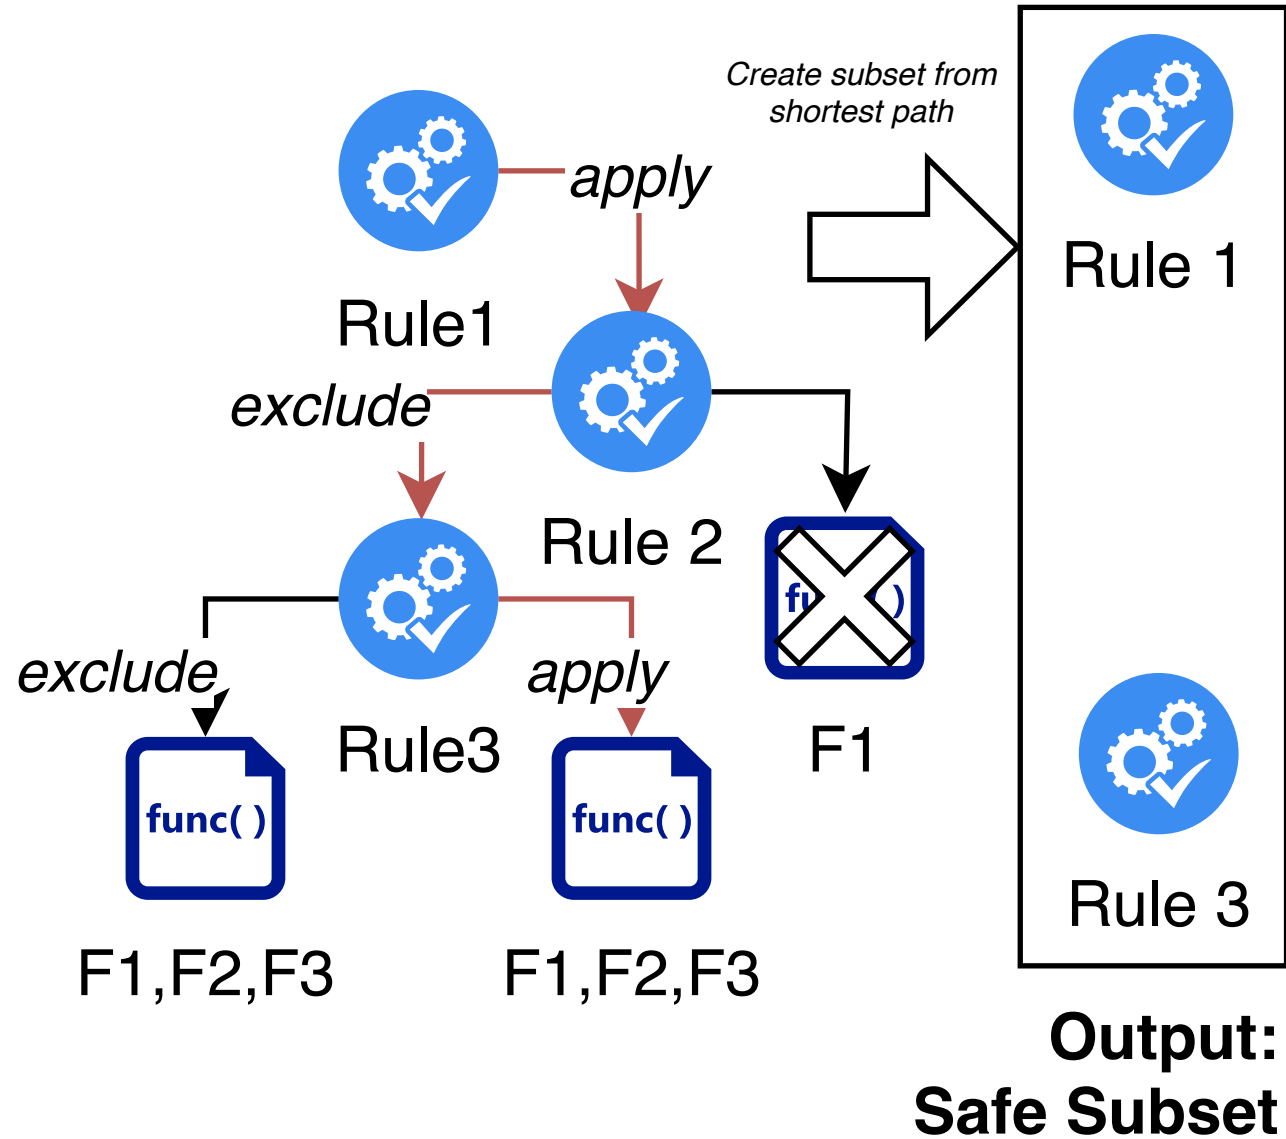 Create subset from
shortest path
apply
Rule1
Rule 1
exclude
Rule 2
func()
exclude
apply
Rule3
F1
func( )
func( )
Rule 3
F1,F2,F3
F1,F2,F3
Output:
Safe Subset